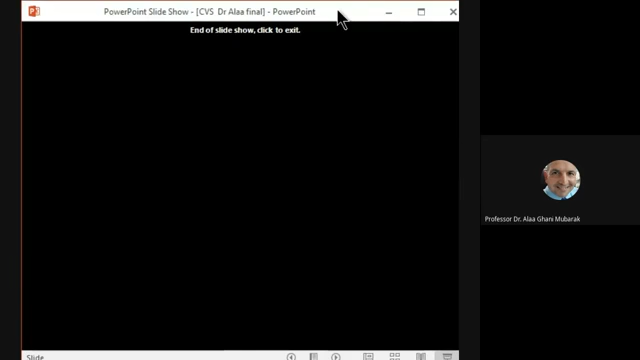 PowerPoint Slide Show - [CVS  Dr Alaa final] - PowerPoint
End of slide show, click to exit.
Professor Dr. Alaa Ghani Mubarak
Slide